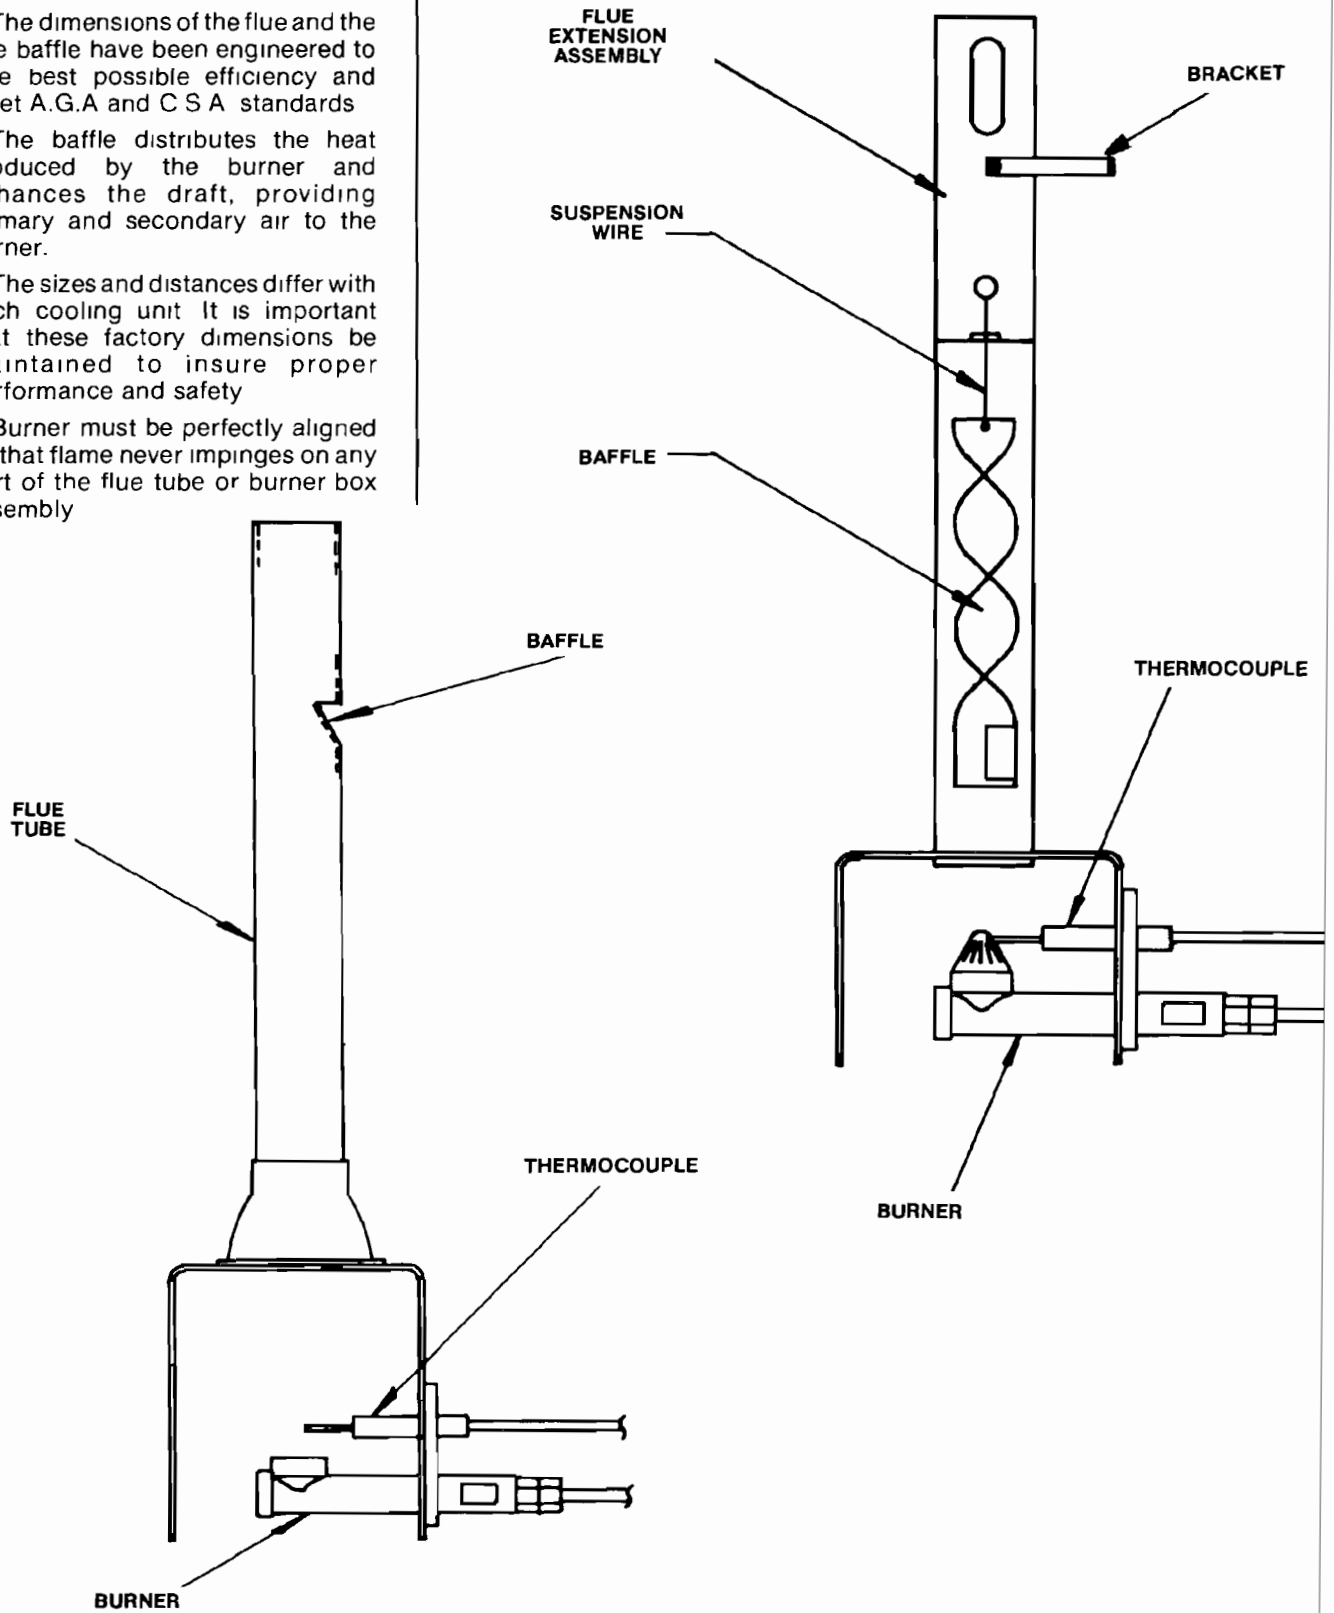 The dimensions of the flue and the
e baffle have been engineered to
e best possible efficiency and
et A.G.A and C S A standards
The baffle distributes the heat
oduced by the burner and
hances the draft, providing
mary and secondary air to the
rner.
The sizes and distances differ with
ch cooling unit It is important
t these factory dimensions be
intained to insure proper
rformance and safety
Burner must be perfectly aligned
that flame never impinges on any
rt of the flue tube or burner box
sembly
FLUE
EXTENSION
ASSEMBLY
BRACKET
SUSPENSION
WIRE
BAFFLE
THERMOCOUPLE
BURNER
BAFFLE
FLUE
TUBE
THERMOCOUPLE
BURNER